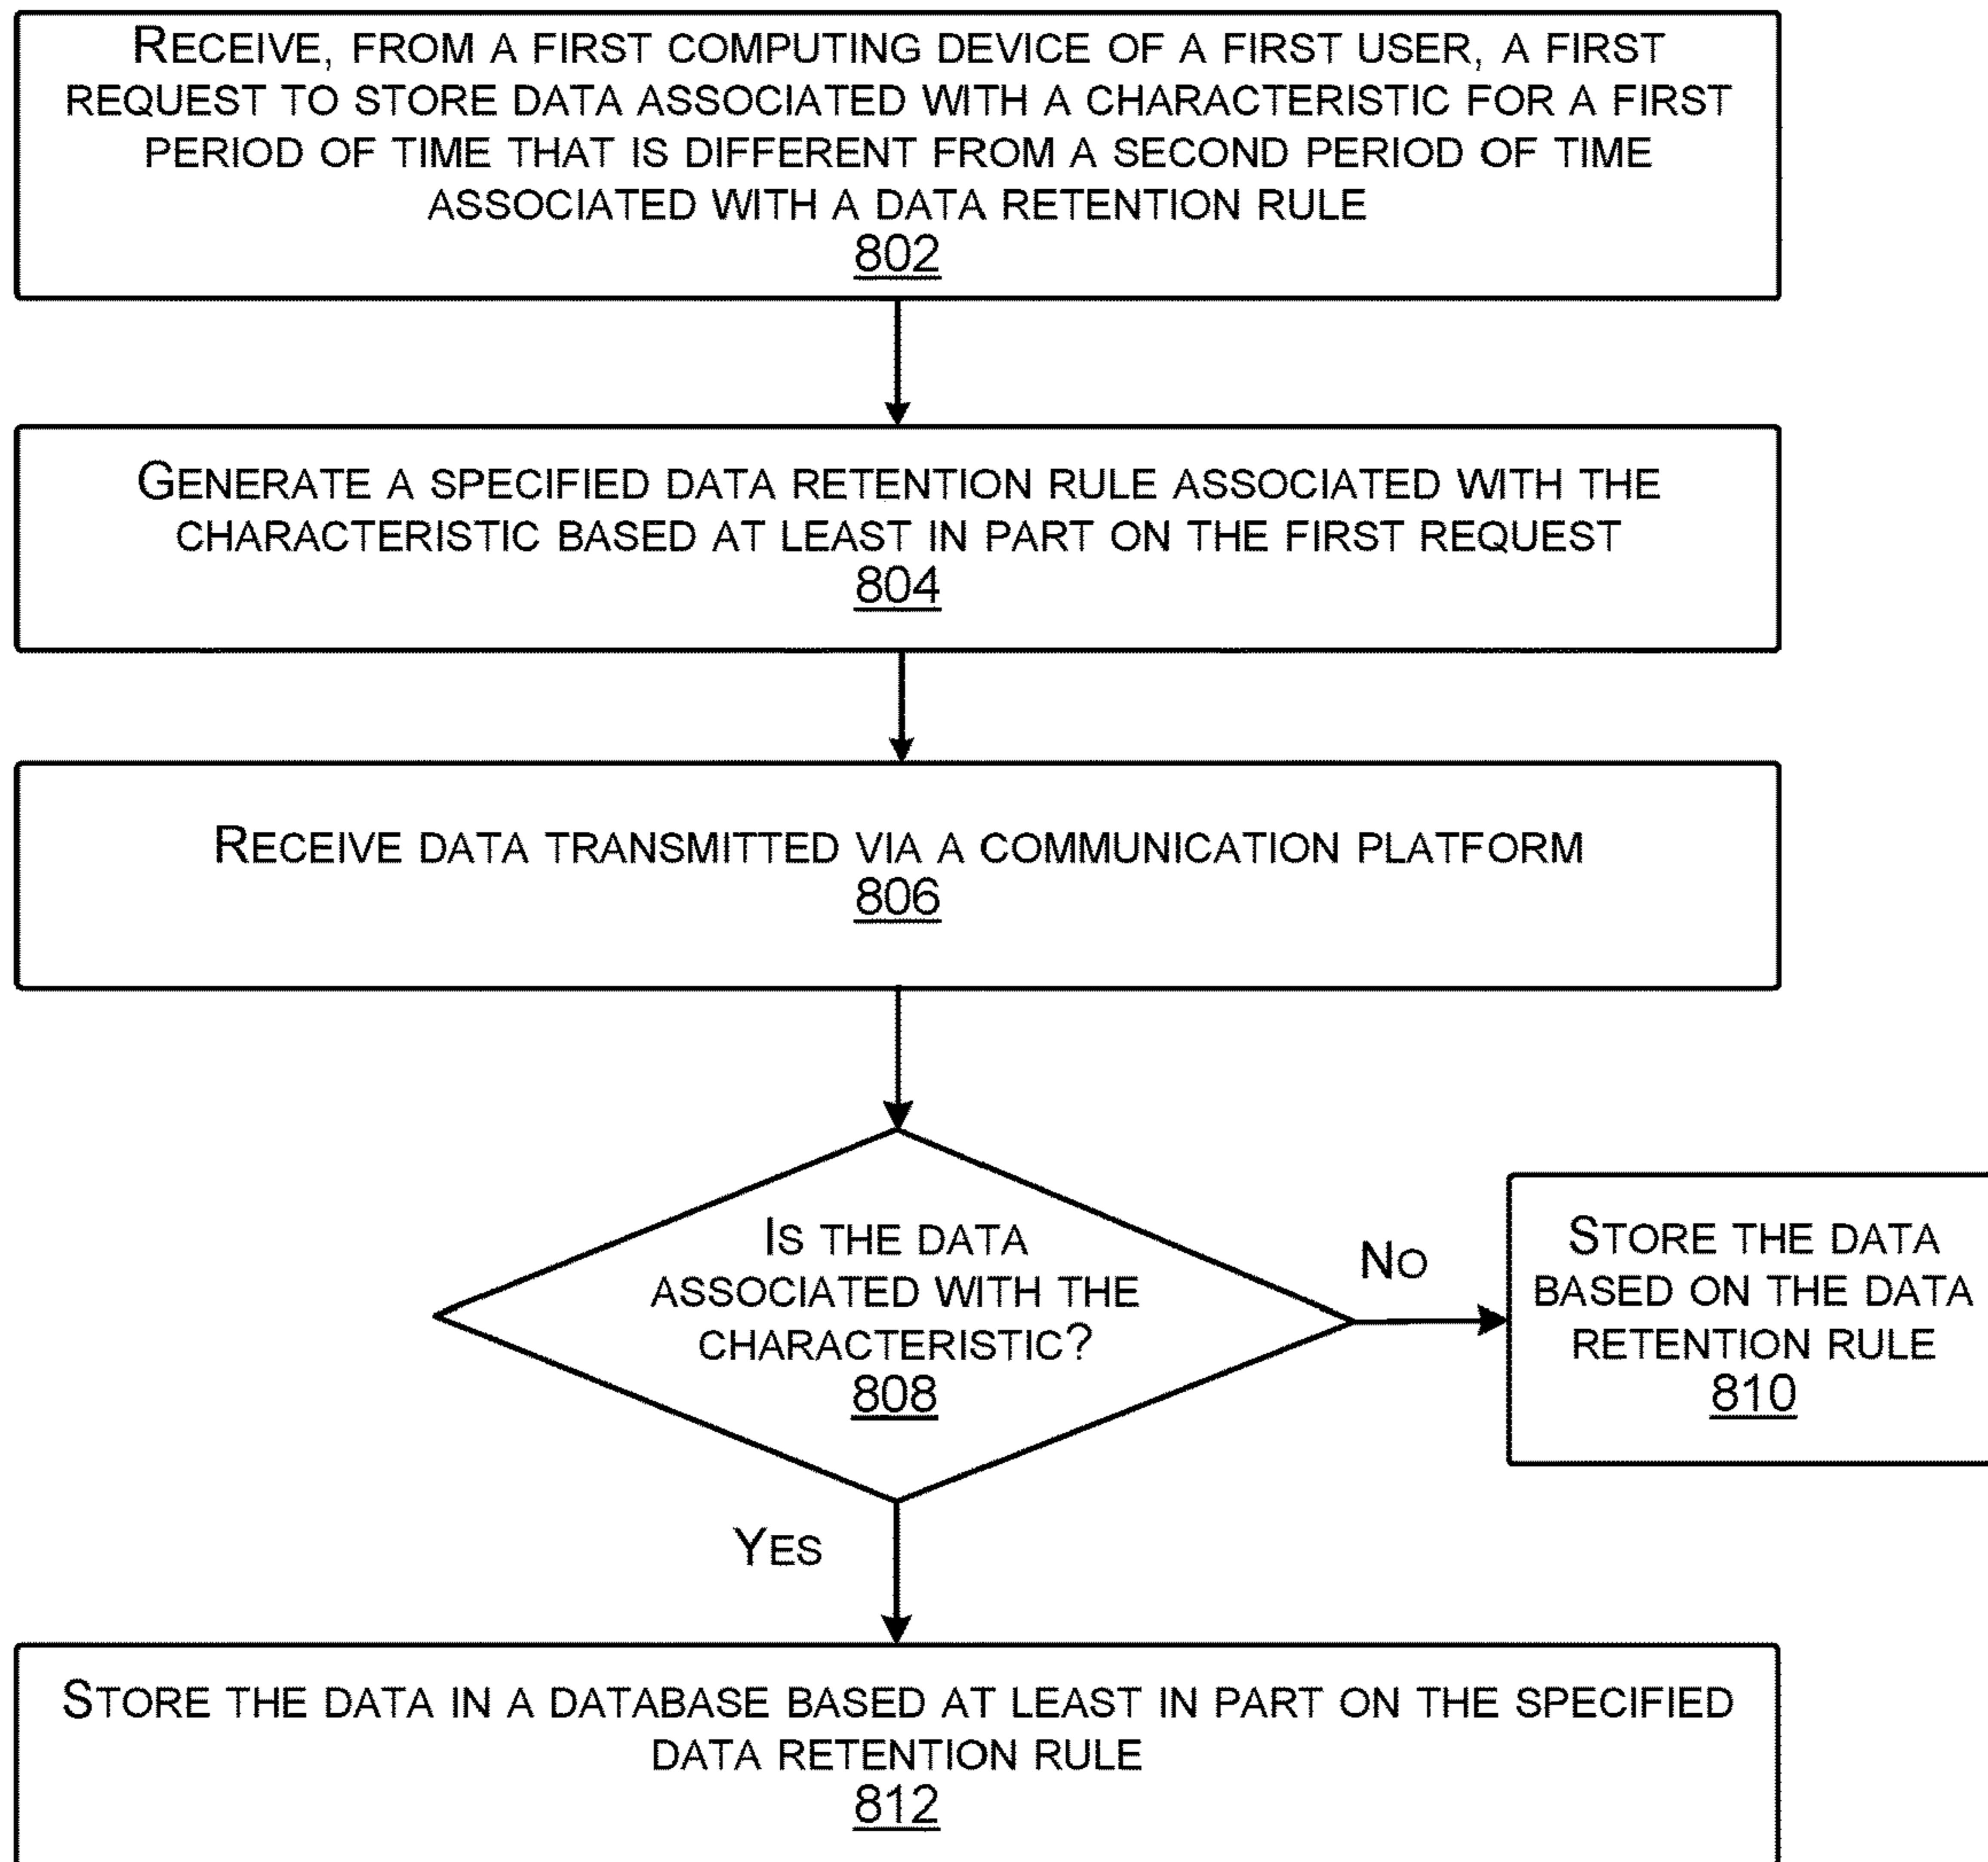 RECEIVE, FROM A FIRST COMPUTING DEVICE OF A FIRST USER, A FIRST
REQUEST TO STORE DATA ASSOCIATED WITH A CHARACTERISTIC FOR A FIRST
PERIOD OF TIME THAT IS DIFFERENT FROM A SECOND PERIOD OF TIME
ASSOCIATED WITH A DATA RETENTION RULE
802
GENERATE A SPECIFIED DATA RETENTION RULE ASSOCIATED WITH THE
CHARACTERISTIC BASED AT LEAST IN PART ON THE FIRST REQUEST
804
RECEIVE DATA TRANSMITTED VIA A COMMUNICATION PLATFORM
806
IS THE DATA
ASSOCIATED WITH THE
CHARACTERISTIC?
808
NO
STORE THE DATA
BASED ON THE DATA
RETENTION RULE
810
YES
STORE THE DATA IN A DATABASE BASED AT LEAST IN PART ON THE SPECIFIED
DATA RETENTION RULE
812